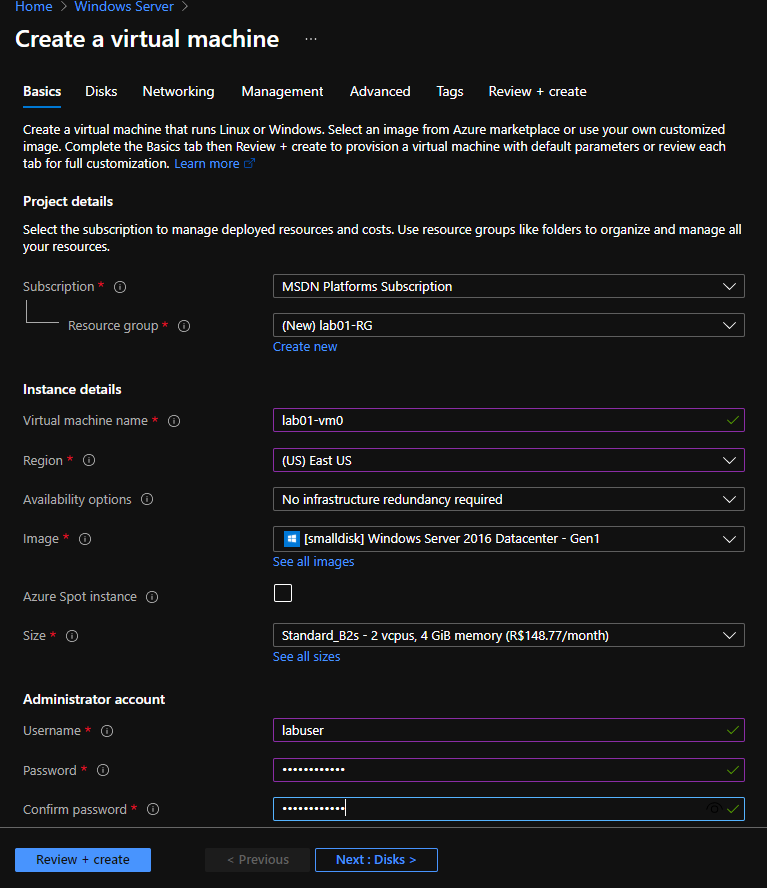 Home > Windows Server >
Create a virtual machine ...
Basics Disks Networking Management Advanced Tags Review + create
Create a virtual machine that runs Linux or Windows. Select an image from Azure marketplace or use your own customized
image. Complete the Basics tab then Review + create to provision a virtual machine with default parameters or review each
tab for full customization. Learn more
Project details
Select the subscription to manage deployed resources and costs. Use resource groups like folders to organize and manage all
your resources.
Subscription * MSDN Platforms Subscription
Resource group * (New) lab01-RG
Create new
Instance details
Virtual machine name * lab01-vm0
Region * (US) East US
Availability options No infrastructure redundancy required
Image * [smalldisk] Windows Server 2016 Datacenter - Gen1
See all images
Azure Spot instance
Size * Standard_B2s - 2 vcpus, 4 GiB memory (R$148.77/month)
See all sizes
Administrator account
Username * labuser
Password * ••••••••••••
Confirm password * ••••••••••••
Review + create < Previous Next : Disks >